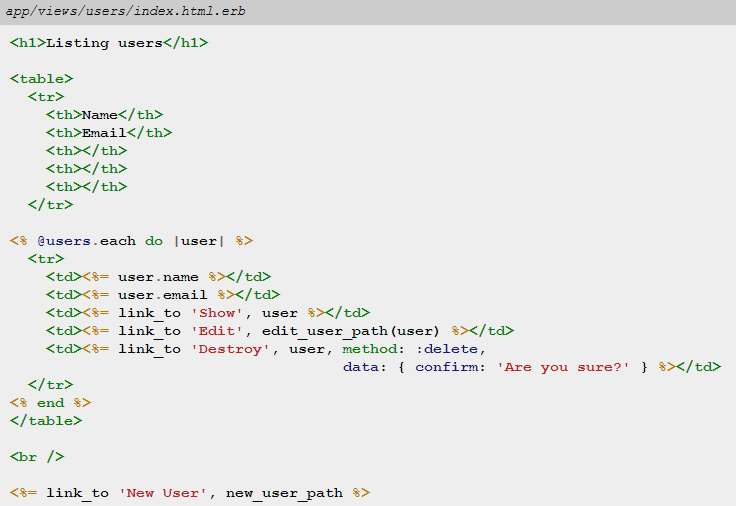 app/views/users/index.html.erb
<h1>Listing users</h1>
<table>
<tr>
<th>Name</th>
<th>Email</th>
<th></th>
<th></th>
<th></th>
</tr>
<% @users.each do |user| %>
<tr>
<td><%= user.name %></td>
<td><%= user.email %></td>
<td><%= link_to 'Show', user %></td>
<td><%= link_to 'Edit', edit_user_path(user) %></td>
<td><%= link_to 'Destroy', user, method: :delete,
data: { confirm: 'Are you sure?' } %></td>
</tr>
<% end %>
</table>
<br />
<%= link_to 'New User', new_user_path %>